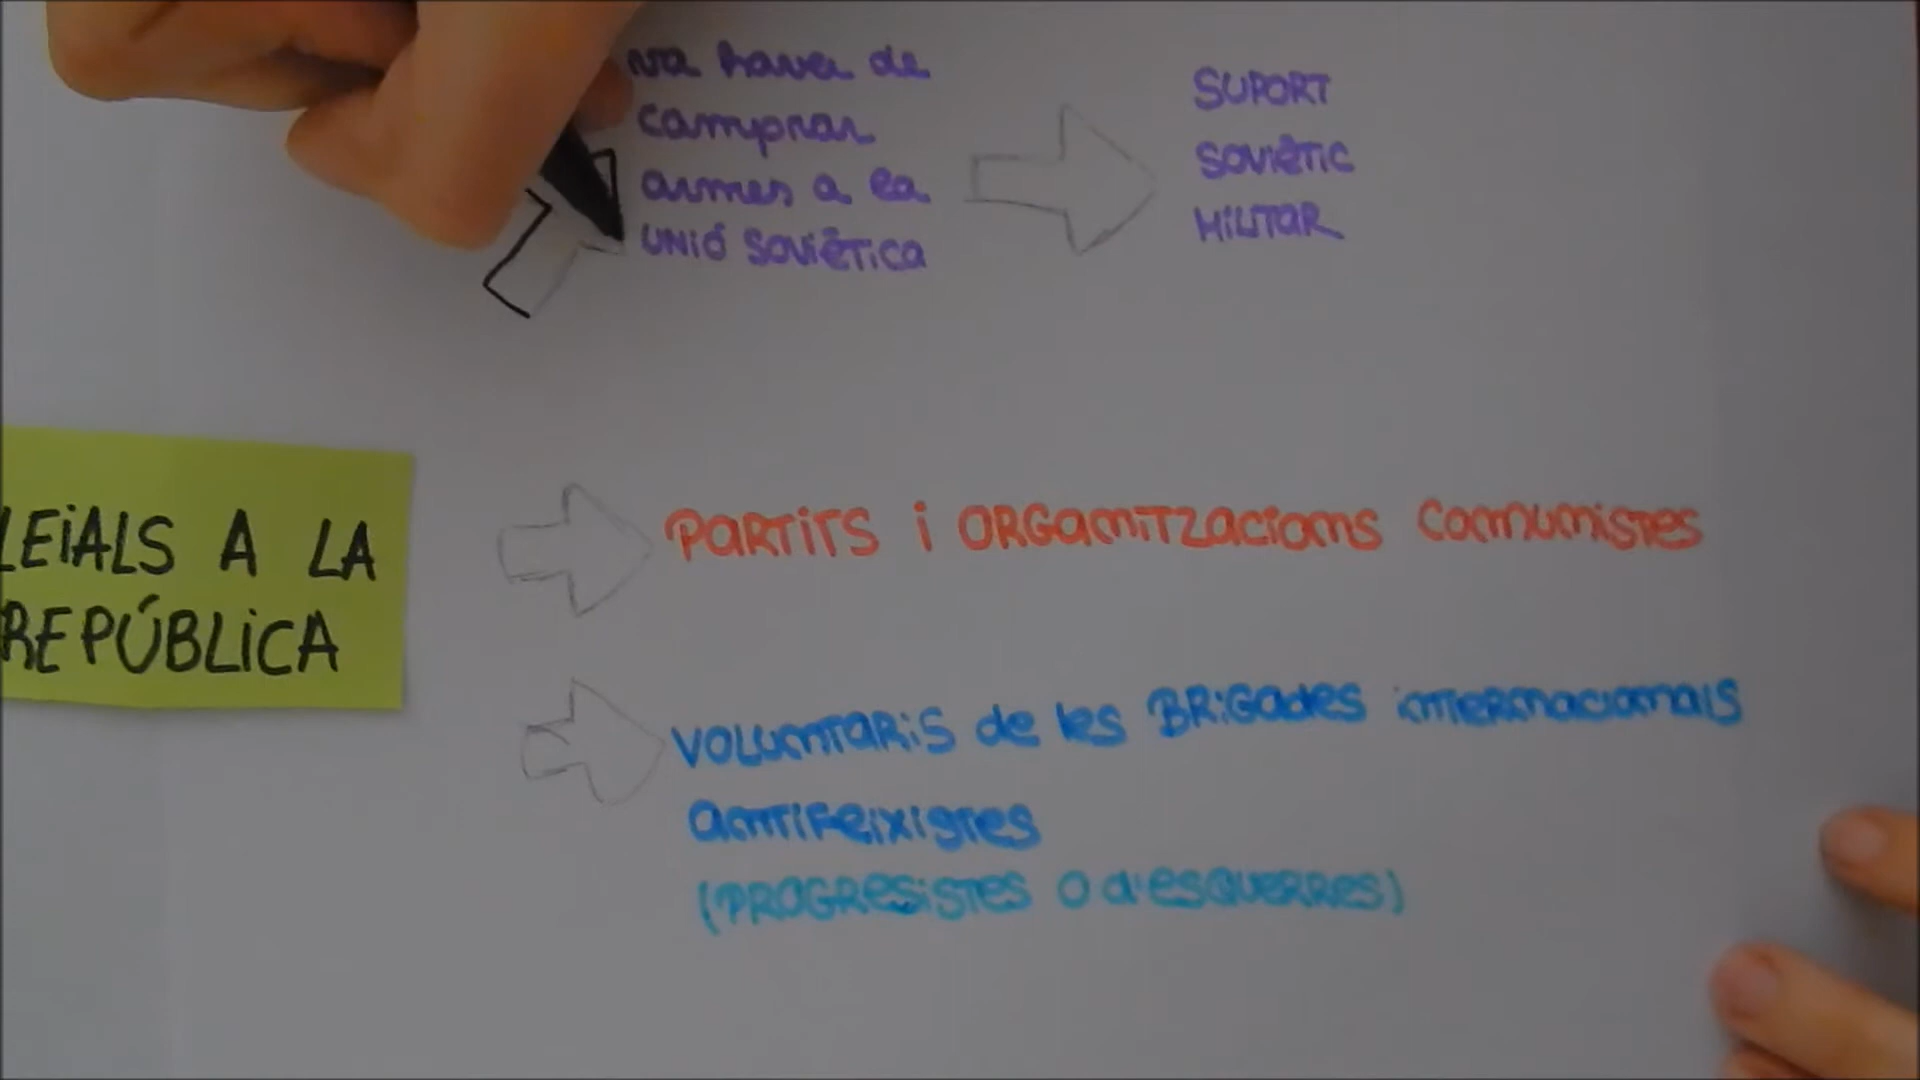 va haver de
comprar
armes a la
UNIÓ SOVIÈTICA
SUPORT
SOVIÈTIC
MILITAR
LEIALS A LA
REPÚBLICA
PARTITS i ORGANITZACIONS COMUNISTES
VOLUNTARIS de les BRIGADES INTERNACIONALS
ANTIFEIXISTES
(PROGRESISTES O d'ESQUERRES)